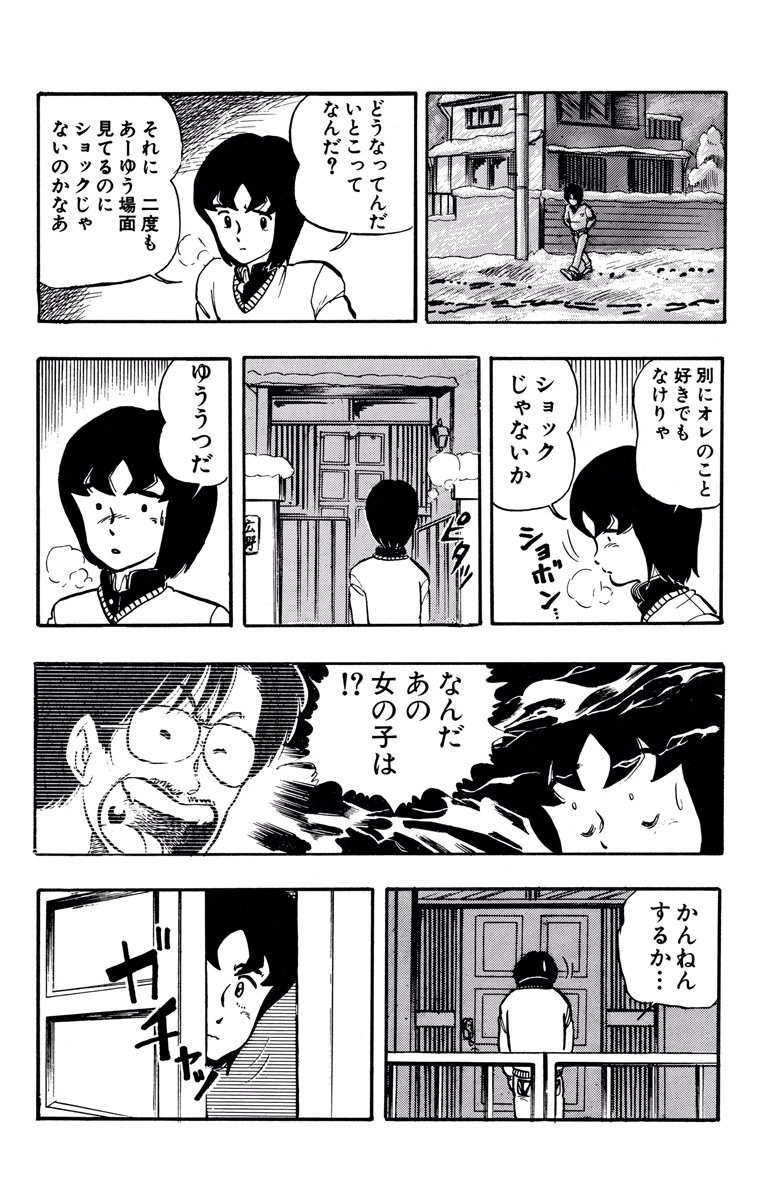 どうなってんだ
いとこって
なんだ?
それに 二度も
あーゆう場面
見てるのに
ショックじゃ
ないのかなあ
別にオレのこと
好きでも
なけりゃ
ショック
じゃないか
ショボン…
ピタッ
広野
ゆううつだ
なんだ
あの
女の子は
!?
かんねん
するか…
ガチャッ